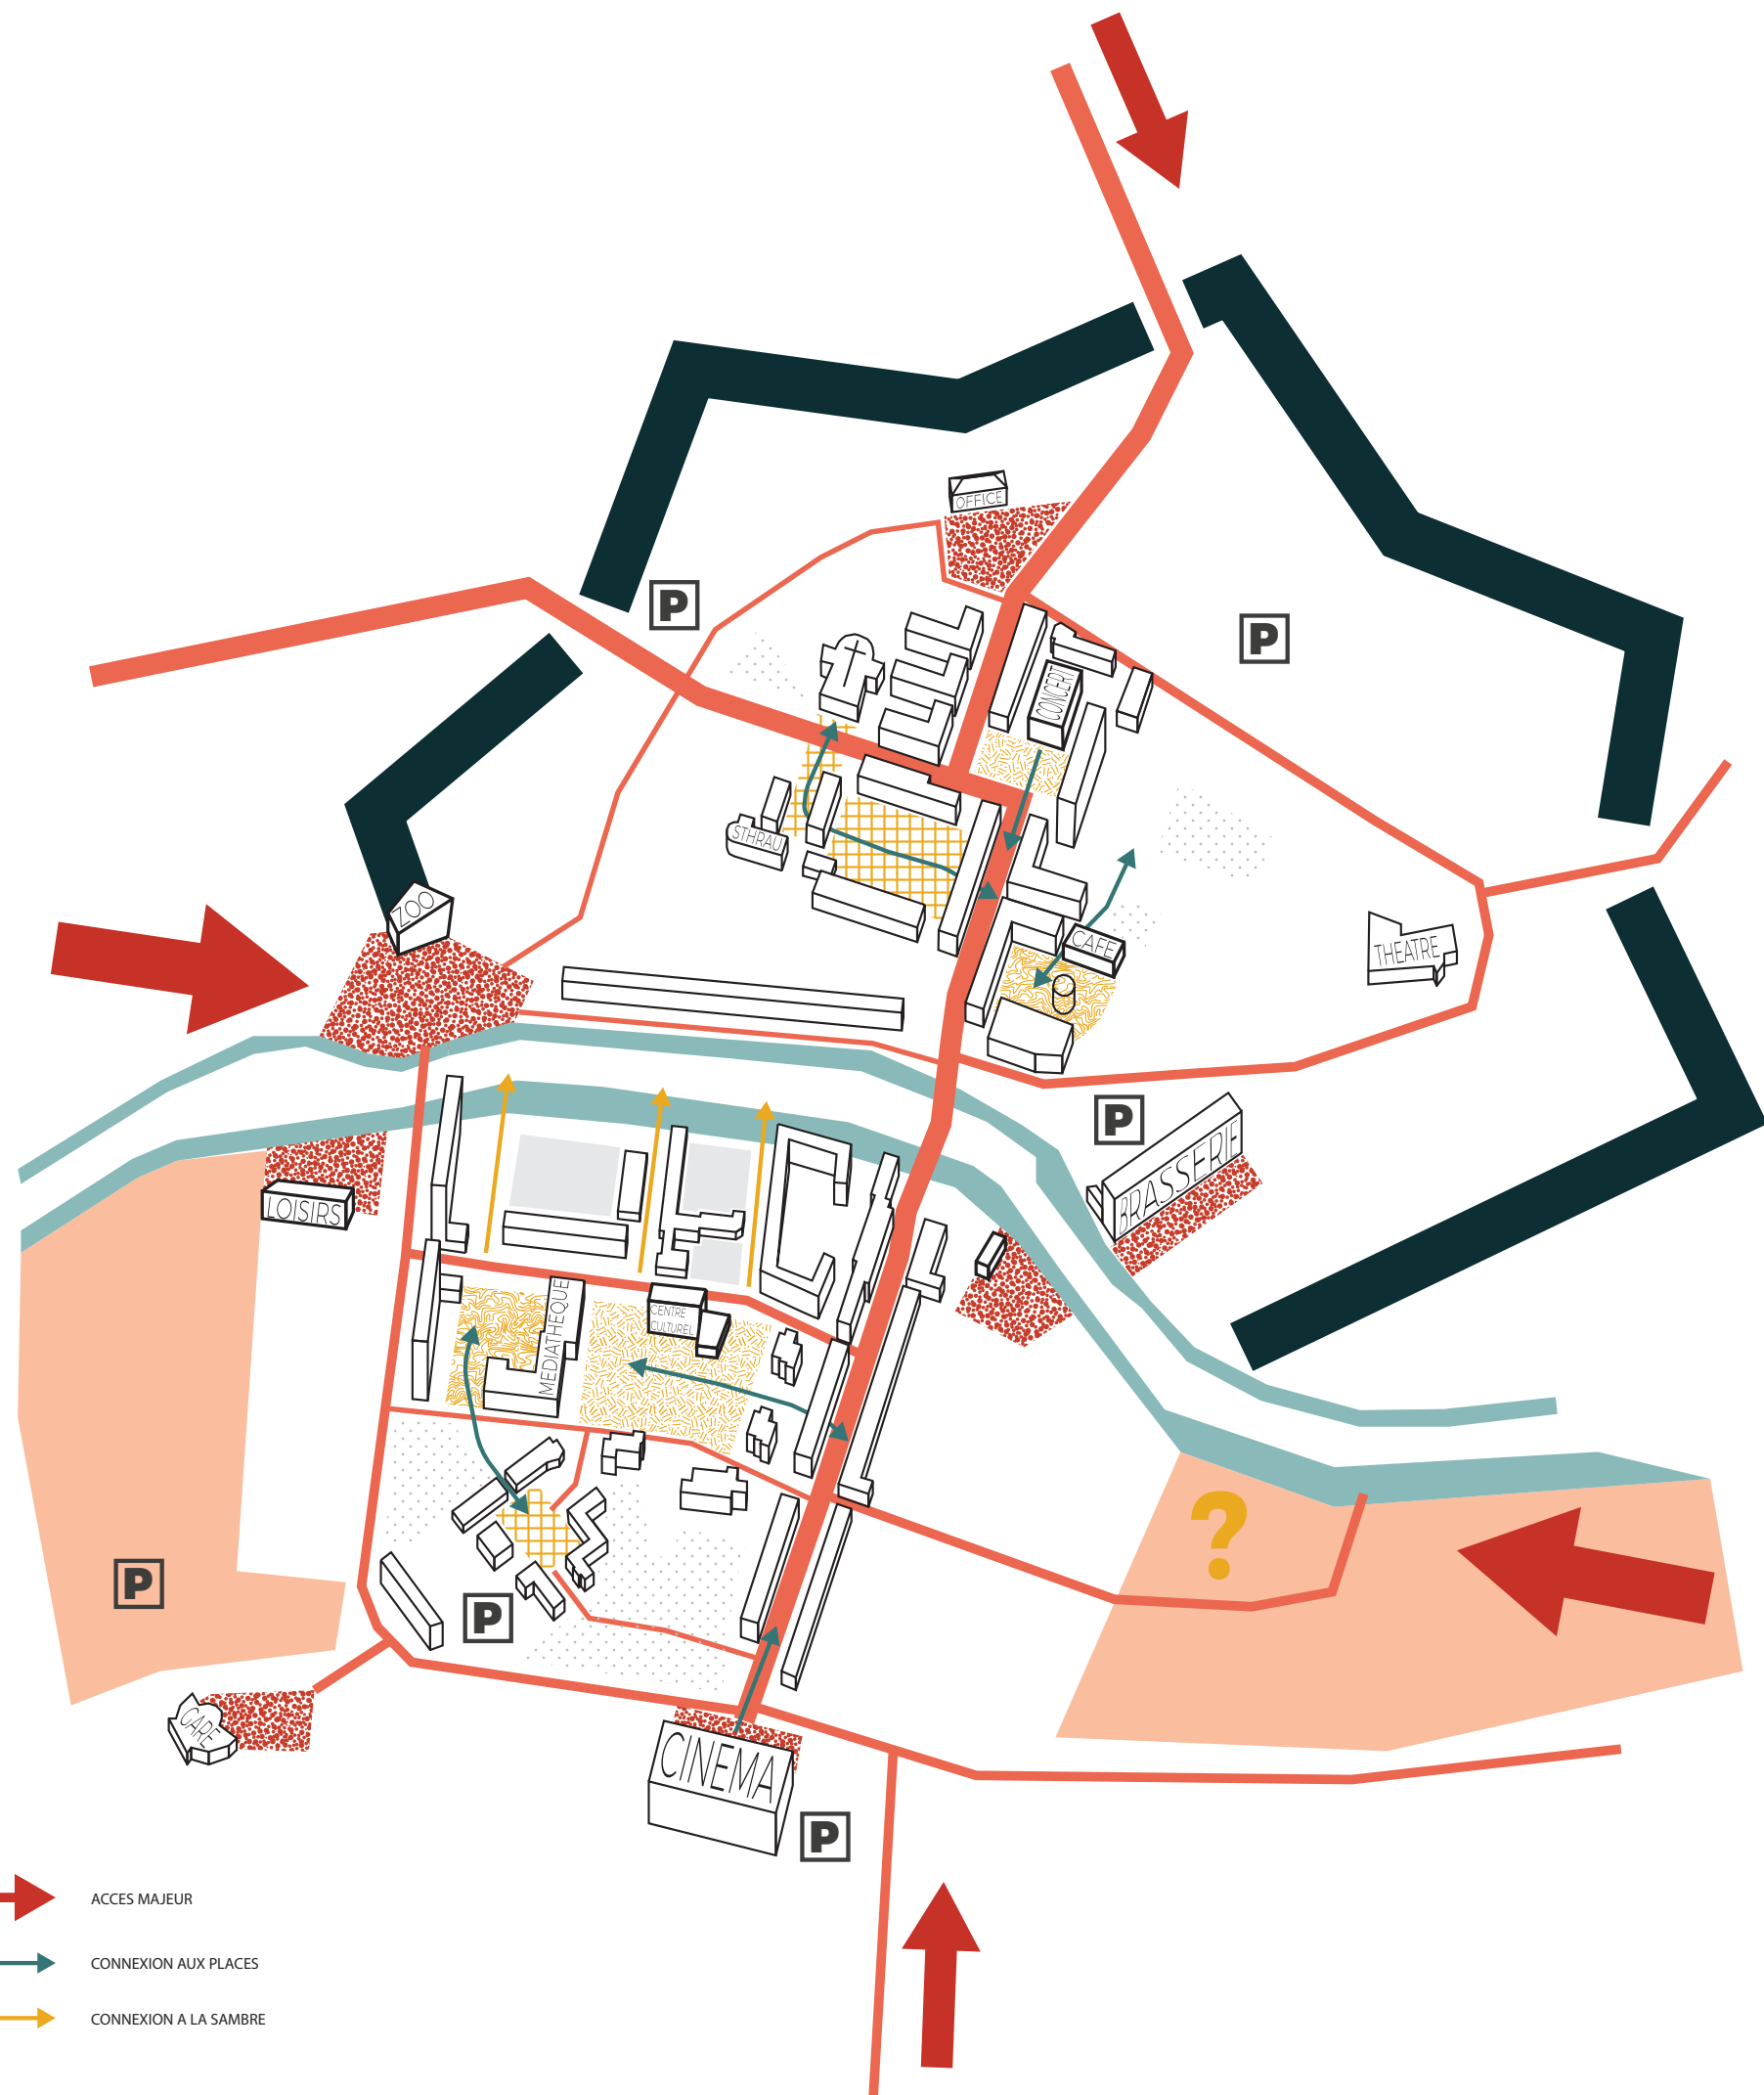 OFFICE
P
P
CONCERT
STHRAU
ZOO
CAFE
THEATRE
P
BRASSERIE
LOISIRS
MEDIATHEQUE
CENTRE
CULTUREL
?
P
P
GARE
CINEMA
P
ACCES MAJEUR
CONNEXION AUX PLACES
CONNEXION A LA SAMBRE